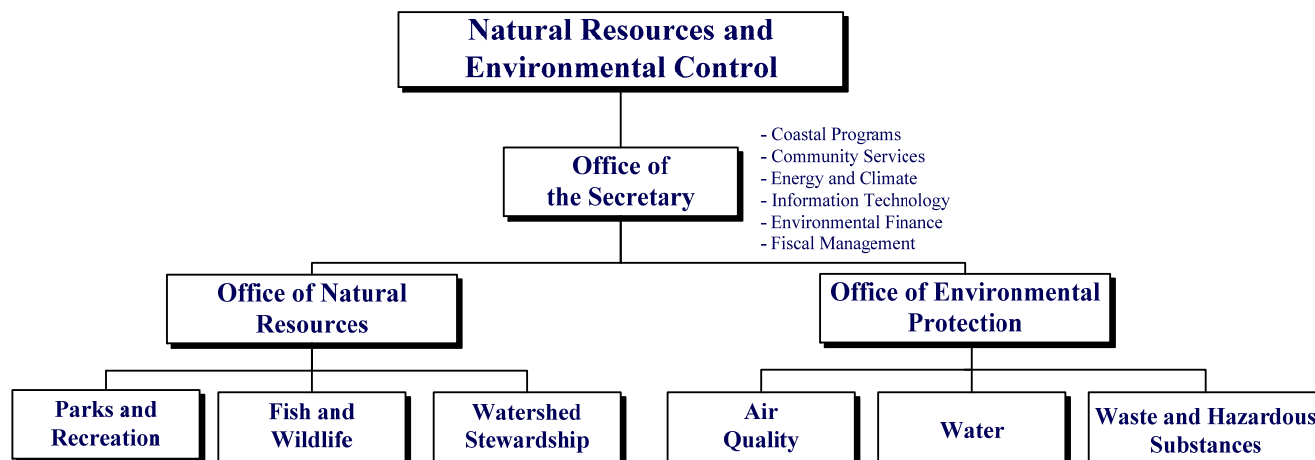 Natural Resources and
Environmental Control
Office of
the Secretary
- Coastal Programs
- Community Services
- Energy and Climate
- Information Technology
- Environmental Finance
- Fiscal Management
Office of Natural
Resources
Office of Environmental
Protection
Parks and
Recreation
Fish and
Wildlife
Watershed
Stewardship
Air
Quality
Water
Waste and Hazardous
Substances